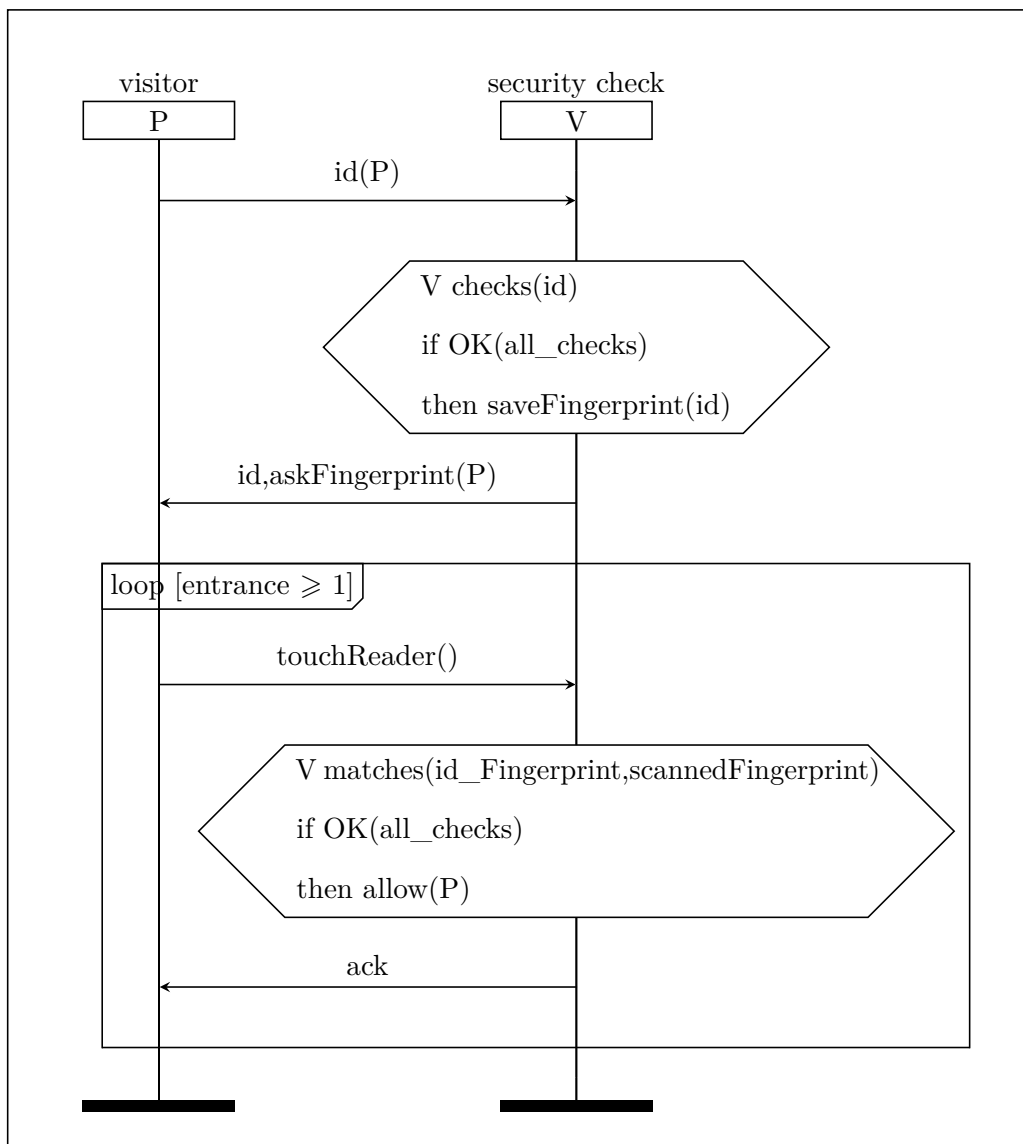 visitor
security check
P
V
id(P)
V checks(id)
if OK(all_checks)
then saveFingerprint(id)
id,askFingerprint(P)
loop [entrance ⩾ 1]
touchReader()
V matches(id_Fingerprint,scannedFingerprint)
if OK(all_checks)
then allow(P)
ack